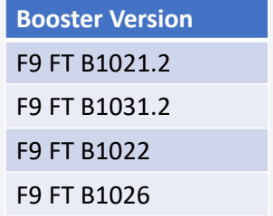 Booster Version
F9 FT B1021.2
F9 FT B1031.2
F9 FT B1022
F9 FT B1026